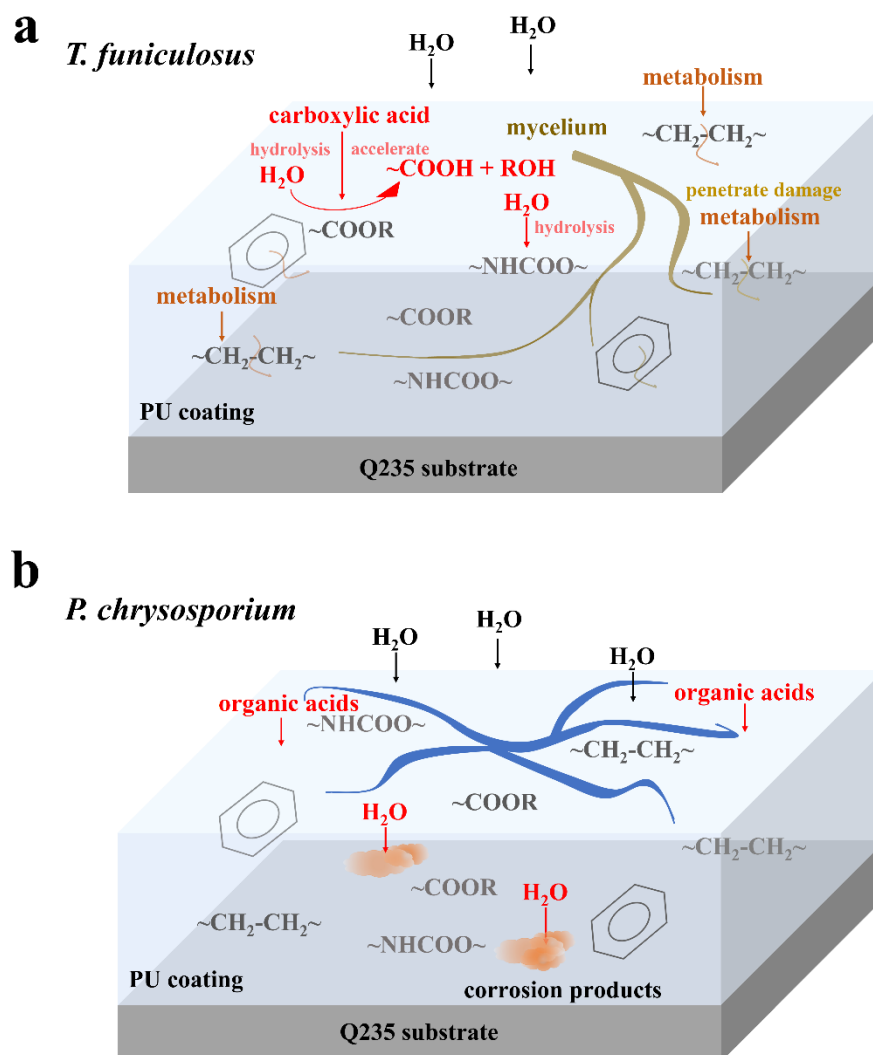 a
T. funiculosus
H₂O
H₂O
metabolism
~CH₂-CH₂~
carboxylic acid
mycelium
hydrolysis accelerate
H₂O
~COOH + ROH
penetrate damage
metabolism
~CH₂-CH₂~
H₂O
hydrolysis
~COOR
~NHCOO~
metabolism
~CH₂-CH₂~
~COOR
~NHCOO~
PU coating
Q235 substrate
b
P. chrysosporium
H₂O
H₂O
H₂O
organic acids
organic acids
~NHCOO~
~CH₂-CH₂~
~COOR
H₂O
~CH₂-CH₂~
~COOR
H₂O
~CH₂-CH₂~
~NHCOO~
PU coating
corrosion products
Q235 substrate